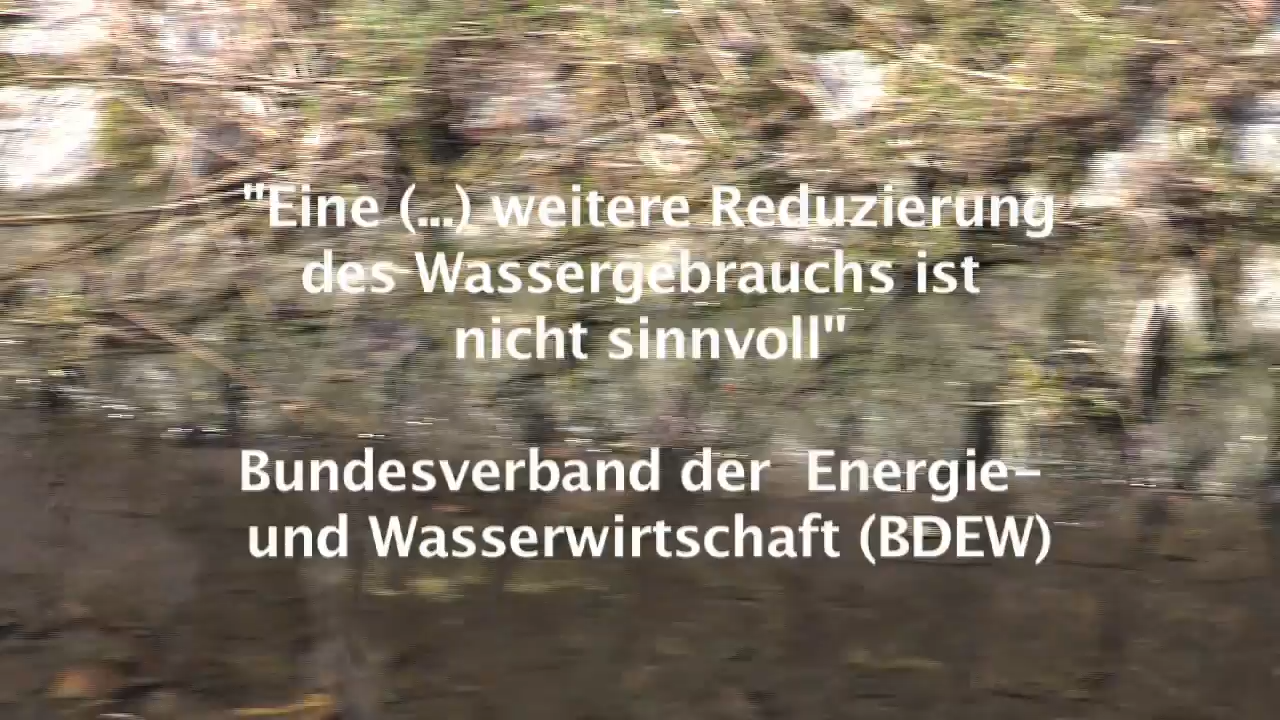 "Eine (...) weitere Reduzierung
des Wassergebrauchs ist
nicht sinnvoll"
Bundesverband der Energie-
und Wasserwirtschaft (BDEW)